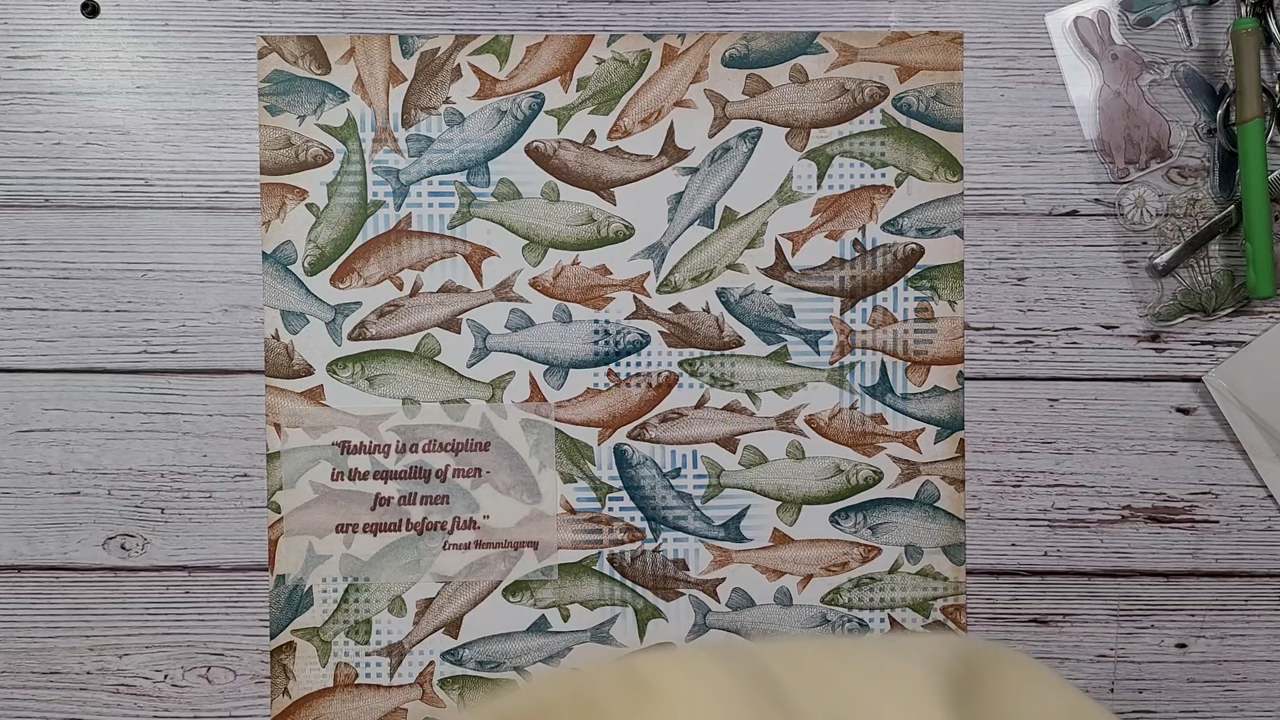 “Fishing is a discipline
in the equality of men -
for all men
are equal before fish.”
Ernest Hemmingway